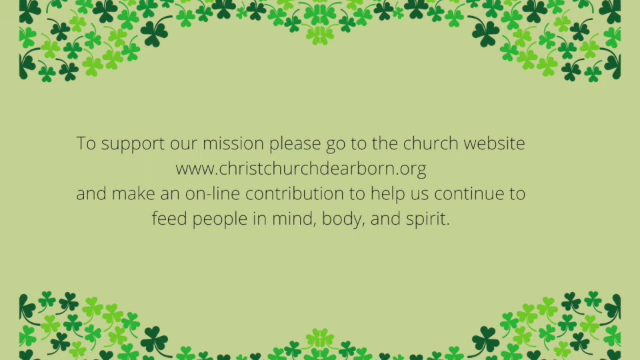 To support our mission please go to the church website
www.christchurchdearborn.org
and make an on-line contribution to help us continue to
feed people in mind, body, and spirit.